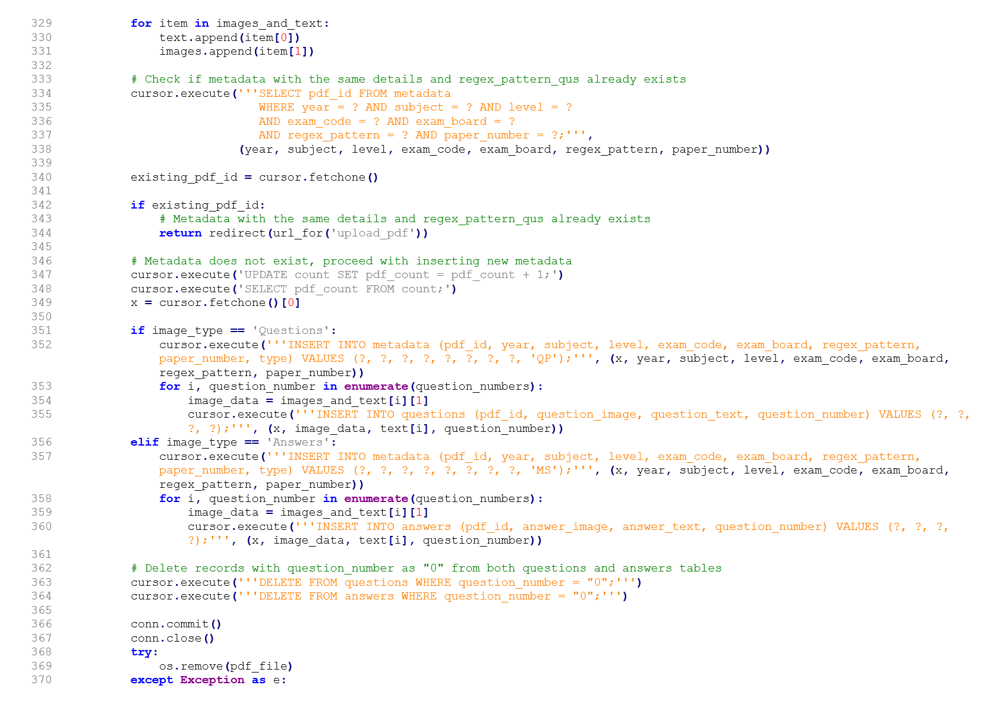 329 for item in images_and_text:
330 text.append(item[0])
331 images.append(item[1])
332
333 # Check if metadata with the same details and regex_pattern_qus already exists
334 cursor.execute('''SELECT pdf_id FROM metadata
335 WHERE year = ? AND subject = ? AND level = ?
336 AND exam_code = ? AND exam_board = ?
337 AND regex_pattern = ? AND paper_number = ?;''',
338 (year, subject, level, exam_code, exam_board, regex_pattern, paper_number))
339
340 existing_pdf_id = cursor.fetchone()
341
342 if existing_pdf_id:
343 # Metadata with the same details and regex_pattern_qus already exists
344 return redirect(url_for('upload_pdf'))
345
346 # Metadata does not exist, proceed with inserting new metadata
347 cursor.execute('UPDATE count SET pdf_count = pdf_count + 1;')
348 cursor.execute('SELECT pdf_count FROM count;')
349 x = cursor.fetchone()[0]
350
351 if image_type == 'Questions':
352 cursor.execute('''INSERT INTO metadata (pdf_id, year, subject, level, exam_code, exam_board, regex_pattern,
paper_number, type) VALUES (?, ?, ?, ?, ?, ?, ?, ?, 'QP');''', (x, year, subject, level, exam_code, exam_board,
regex_pattern, paper_number))
353 for i, question_number in enumerate(question_numbers):
354 image_data = images_and_text[i][1]
355 cursor.execute('''INSERT INTO questions (pdf_id, question_image, question_text, question_number) VALUES (?, ?,
?, ?);''', (x, image_data, text[i], question_number))
356 elif image_type == 'Answers':
357 cursor.execute('''INSERT INTO metadata (pdf_id, year, subject, level, exam_code, exam_board, regex_pattern,
paper_number, type) VALUES (?, ?, ?, ?, ?, ?, ?, ?, 'MS');''', (x, year, subject, level, exam_code, exam_board,
regex_pattern, paper_number))
358 for i, question_number in enumerate(question_numbers):
359 image_data = images_and_text[i][1]
360 cursor.execute('''INSERT INTO answers (pdf_id, answer_image, answer_text, question_number) VALUES (?, ?, ?,
?);''', (x, image_data, text[i], question_number))
361
362 # Delete records with question_number as "0" from both questions and answers tables
363 cursor.execute('''DELETE FROM questions WHERE question_number = "0";''')
364 cursor.execute('''DELETE FROM answers WHERE question_number = "0";''')
365
366 conn.commit()
367 conn.close()
368 try:
369 os.remove(pdf_file)
370 except Exception as e: